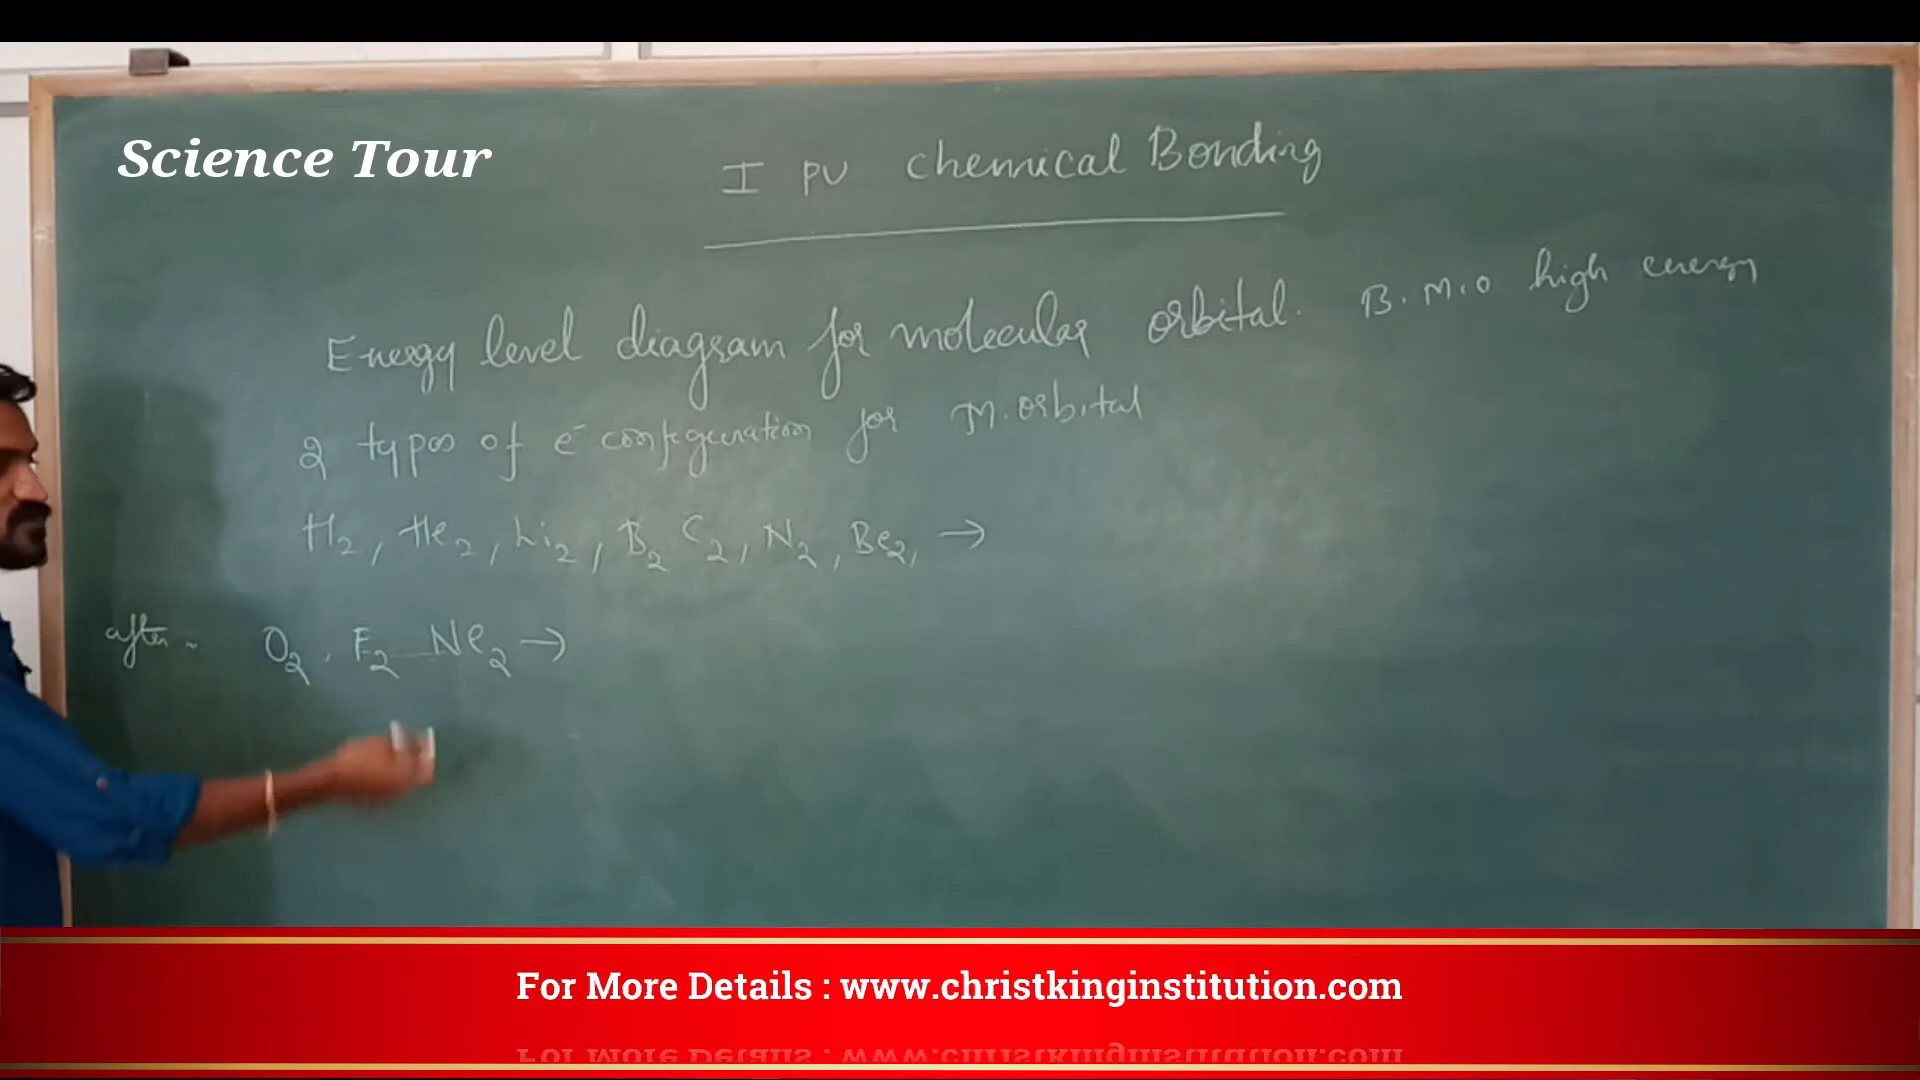 Science Tour
I PU Chemical Bonding
Energy level diagram for molecular orbital. B.M.O high energy
2 types of e⁻ configuration for M.orbital
H₂, He₂, Li₂, B₂ C₂, N₂, Be₂, →
after ~ O₂, F₂ Ne₂ →
For More Details : www.christkinginstitution.com